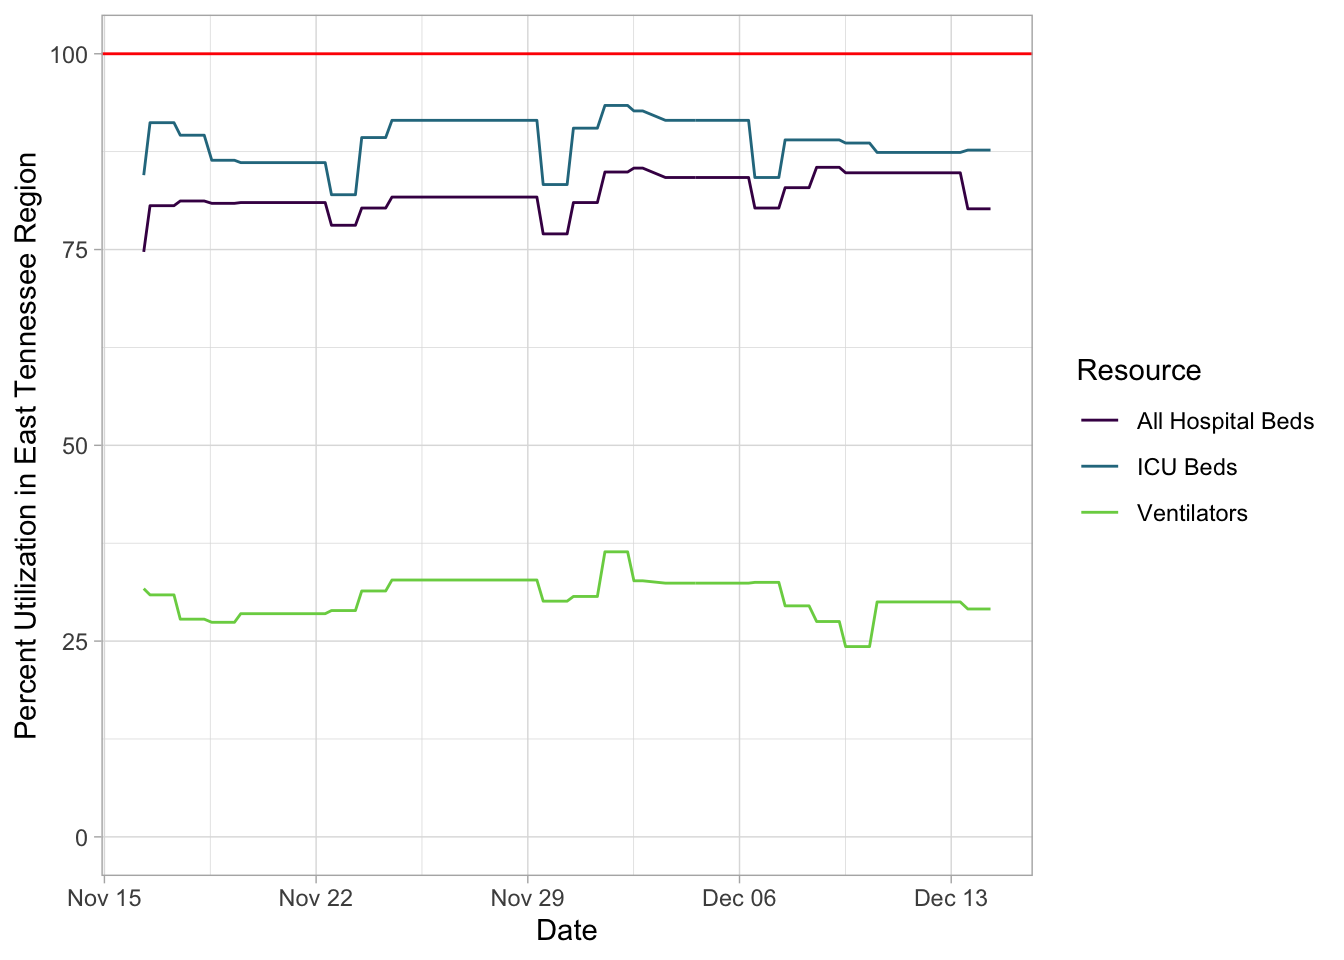 Percent Utilization in East Tennessee Region
100
75
50
25
0
Nov 15
Nov 22
Nov 29
Dec 06
Dec 13
Date
Resource
All Hospital Beds
ICU Beds
Ventilators